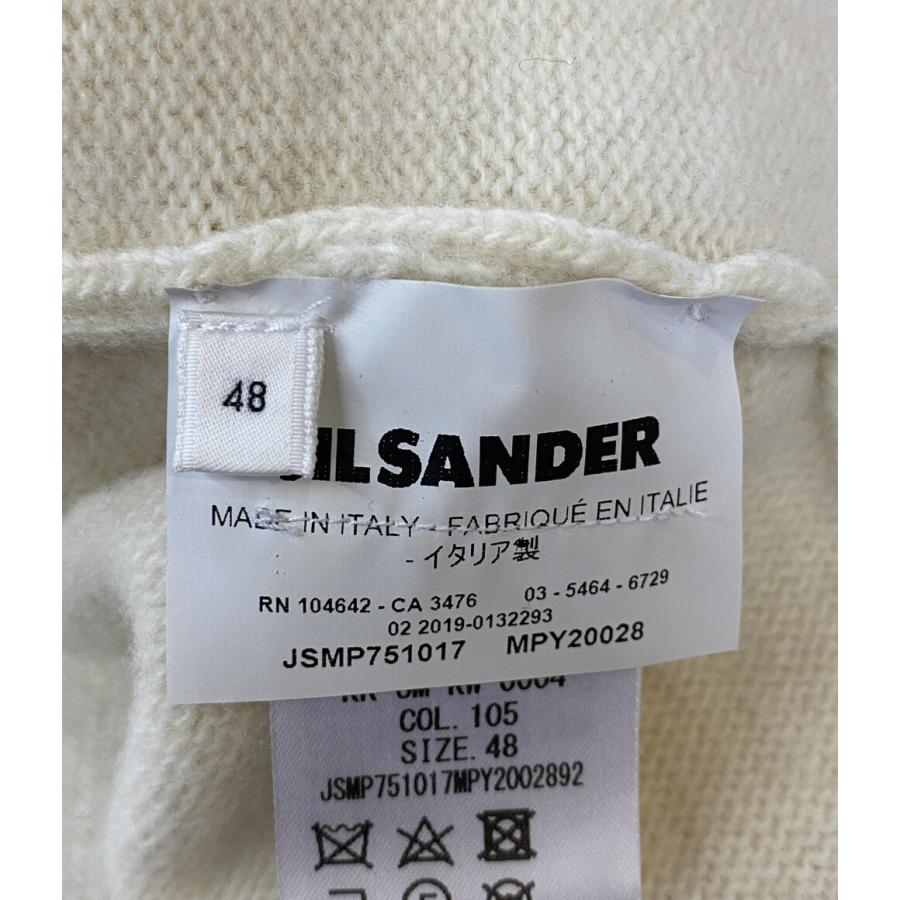 48
JILSANDER
MADE IN ITALY - FABRIQUÉ EN ITALIE
- イタリア製
RN 104642 - CA 3476 03 - 5464 - 6729
02 2019-0132293
JSMP751017 MPY20028
COL. 105
SIZE. 48
JSMP751017MPY2002892